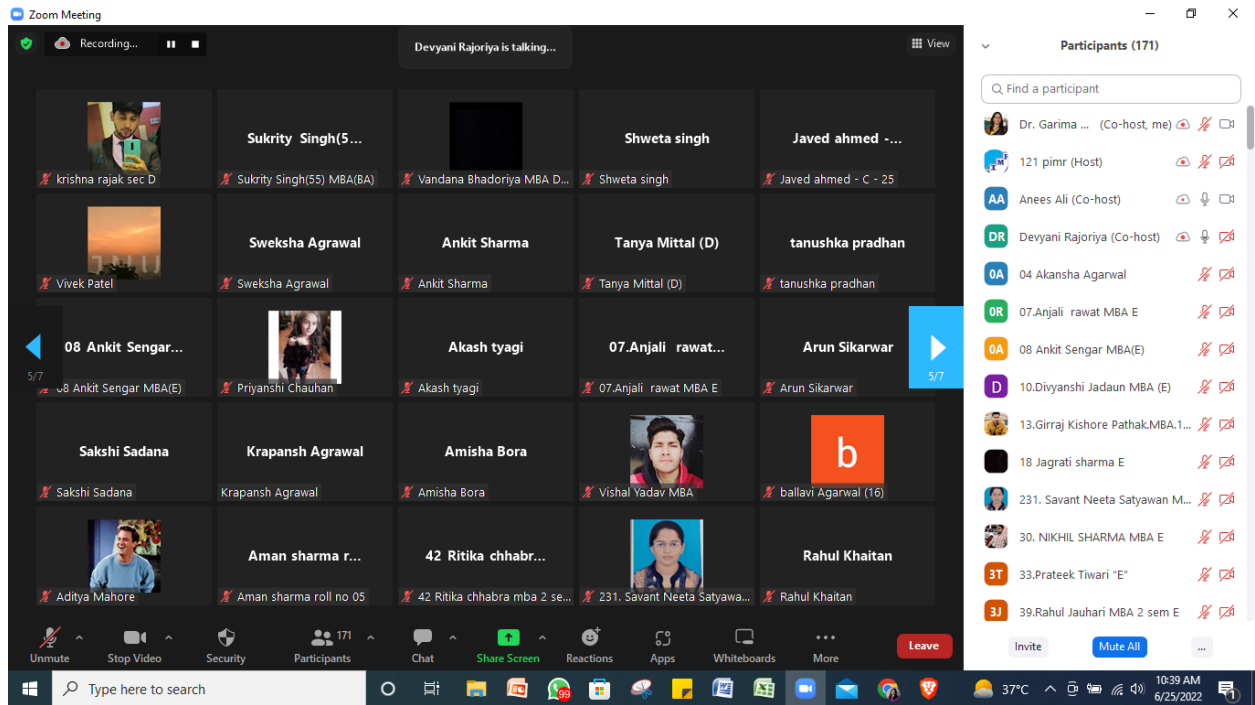 Zoom Meeting
Recording...
Devyani Rajoriya is talking...
View
Participants (171)
Find a participant
krishna rajak sec D
Sukrity Singh(5...
Sukrity Singh(55) MBA(BA)
Vandana Bhadoriya MBA D...
Shweta singh
Shweta singh
Javed ahmed -...
Javed ahmed - C - 25
Vivek Patel
Sweksha Agrawal
Sweksha Agrawal
Ankit Sharma
Ankit Sharma
Tanya Mittal (D)
Tanya Mittal (D)
tanushka pradhan
tanushka pradhan
08 Ankit Sengar...
08 Ankit Sengar MBA(E)
5/7
Priyanshi Chauhan
Akash tyagi
Akash tyagi
07.Anjali rawat...
07.Anjali rawat MBA E
Arun Sikarwar
Arun Sikarwar
5/7
Sakshi Sadana
Sakshi Sadana
Krapansh Agrawal
Krapansh Agrawal
Amisha Bora
Amisha Bora
Vishal Yadav MBA
b
ballavi Agarwal (16)
Aditya Mahore
Aman sharma r...
Aman sharma roll no 05
42 Ritika chhabr...
42 Ritika chhabra mba 2 se...
231. Savant Neeta Satyawa...
Rahul Khaitan
Rahul Khaitan
Dr. Garima ... (Co-host, me)
121 pimr (Host)
AA Anees Ali (Co-host)
DR Devyani Rajoriya (Co-host)
0A 04 Akansha Agarwal
0R 07.Anjali rawat MBA E
0A 08 Ankit Sengar MBA(E)
D 10.Divyanshi Jadaun MBA (E)
13.Girraj Kishore Pathak.MBA.1...
18 Jagrati sharma E
231. Savant Neeta Satyawan M...
30. NIKHIL SHARMA MBA E
3T 33.Prateek Tiwari “E”
3J 39.Rahul Jauhari MBA 2 sem E
Unmute
Stop Video
Security
171
Participants
Chat
Share Screen
Reactions
Apps
Whiteboards
More
Leave
Invite
Mute All
...
Type here to search
99
37°C
10:39 AM
6/25/2022
1